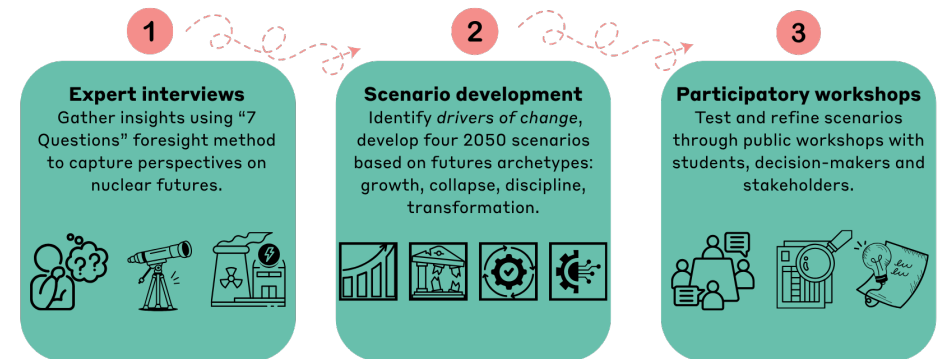 1
2
3
Expert interviews
Gather insights using “7
Questions” foresight method
to capture perspectives on
nuclear futures.
Scenario development
Identify drivers of change,
develop four 2050 scenarios
based on futures archetypes:
growth, collapse, discipline,
transformation.
Participatory workshops
Test and refine scenarios
through public workshops with
students, decision-makers and
stakeholders.
??